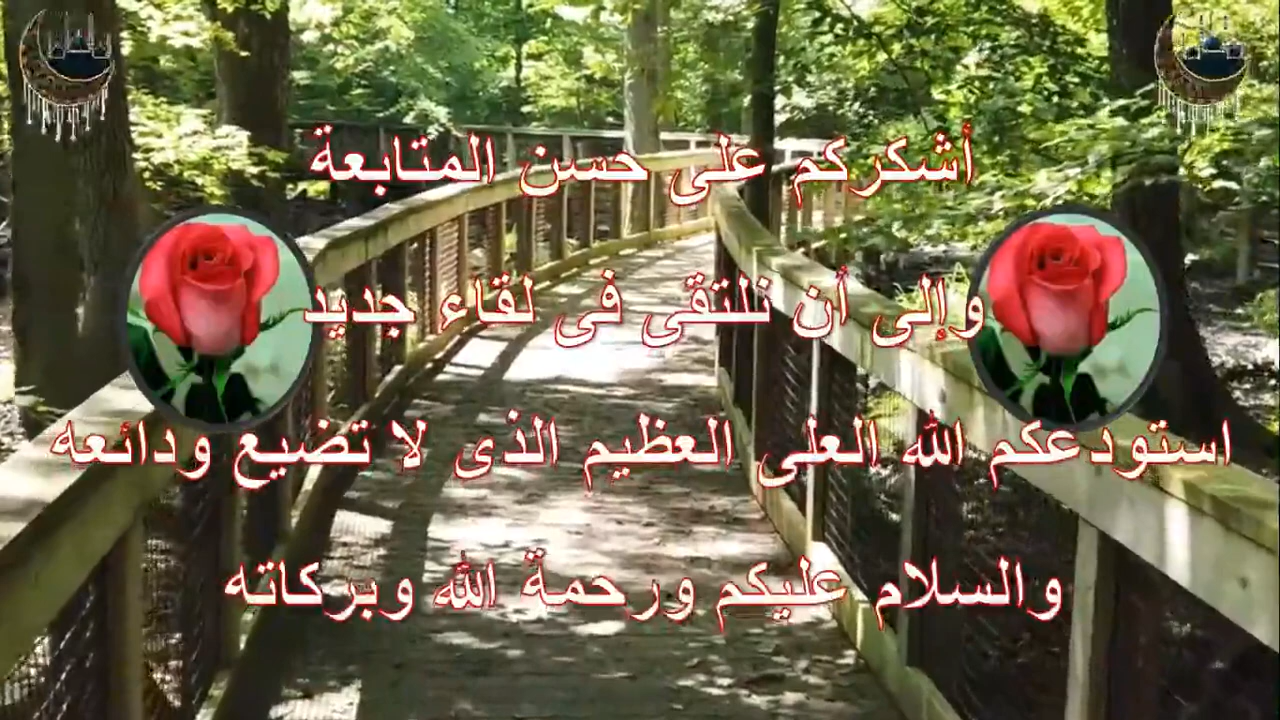 أشكركم على حسن المتابعة
وإلى أن نلتقى فى لقاء جديد
استودعكم الله العلى العظيم الذى لا تضيع ودائعه
والسلام عليكم ورحمة الله وبركاته